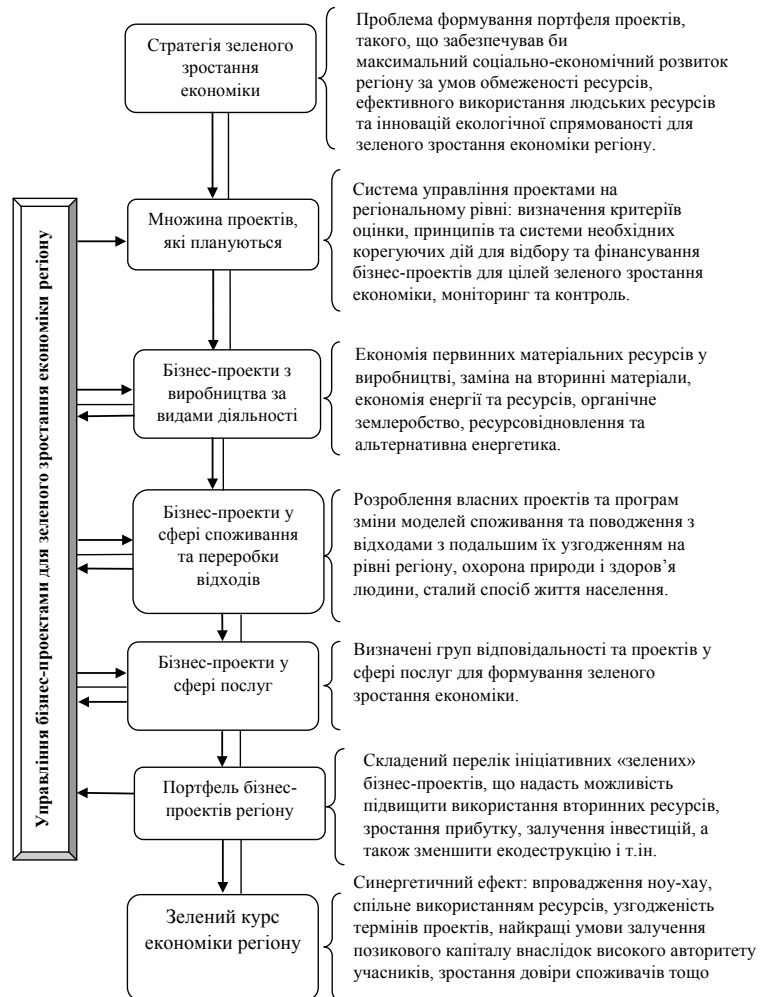 Стратегія зеленого
зростання
економіки
Проблема формування портфеля проектів,
такого, що забезпечував би
максимальний соціально-економічний розвиток
регіону за умов обмеженості ресурсів,
ефективного використання людських ресурсів
та інновацій екологічної спрямованості для
зеленого зростання економіки регіону.
Управління бізнес-проектами для зеленого зростання економіки регіону
Множина проектів,
які плануються
Система управління проектами на
регіональному рівні: визначення критеріїв
оцінки, принципів та системи необхідних
корегуючих дій для відбору та фінансування
бізнес-проектів для цілей зеленого зростання
економіки, моніторинг та контроль.
Бізнес-проекти з
виробництва за
видами діяльності
Економія первинних матеріальних ресурсів у
виробництві, заміна на вторинні матеріали,
економія енергії та ресурсів, органічне
землеробство, ресурсовідновлення та
альтернативна енергетика.
Бізнес-проекти у
сфері споживання
та переробки
відходів
Розроблення власних проектів та програм
зміни моделей споживання та поводження з
відходами з подальшим їх узгодженням на
рівні регіону, охорона природи і здоров’я
людини, сталий спосіб життя населення.
Бізнес-проекти у
сфері послуг
Визначені груп відповідальності та проектів у
сфері послуг для формування зеленого
зростання економіки.
Портфель бізнес-
проектів регіону
Складений перелік ініціативних «зелених»
бізнес-проектів, що надасть можливість
підвищити використання вторинних ресурсів,
зростання прибутку, залучення інвестицій, а
також зменшити екодеструкцію і т.ін.
Зелений курс
економіки регіону
Синергетичний ефект: впровадження ноу-хау,
спільне використанням ресурсів, узгодженість
термінів проектів, найкращі умови залучення
позикового капіталу внаслідок високого авторитету
учасників, зростання довіри споживачів тощо